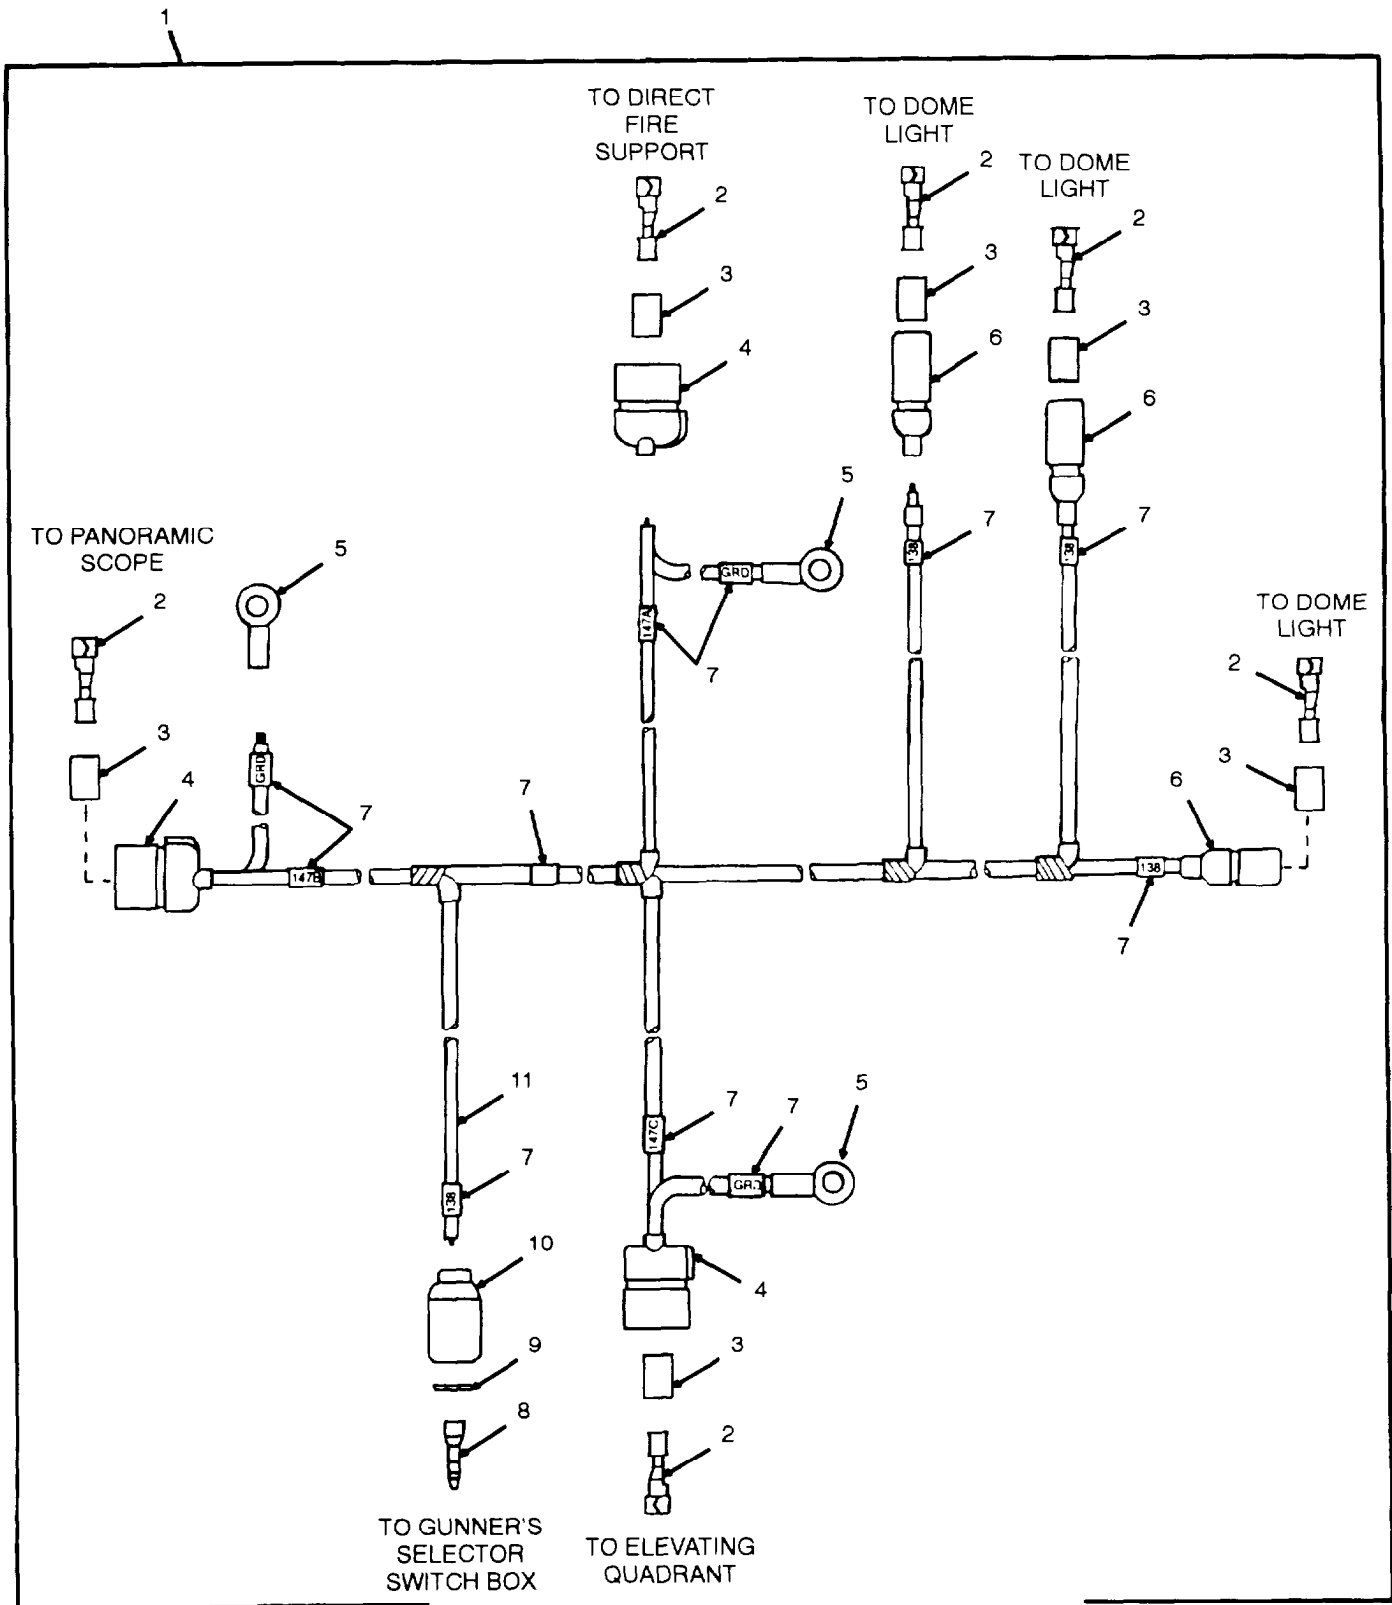 1
TO DIRECT
FIRE
SUPPORT
TO DOME
LIGHT
TO DOME
LIGHT
2
2
2
3
3
3
4
6
6
5
7
7
GRD
138
138
147A
7
TO PANORAMIC
SCOPE
5
2
3
4
GRD
7
147B
7
TO DOME
LIGHT
2
3
6
138
7
11
7
138
10
9
8
TO GUNNER'S
SELECTOR
SWITCH BOX
7
7
5
147C
GRD
4
3
2
TO ELEVATING
QUADRANT